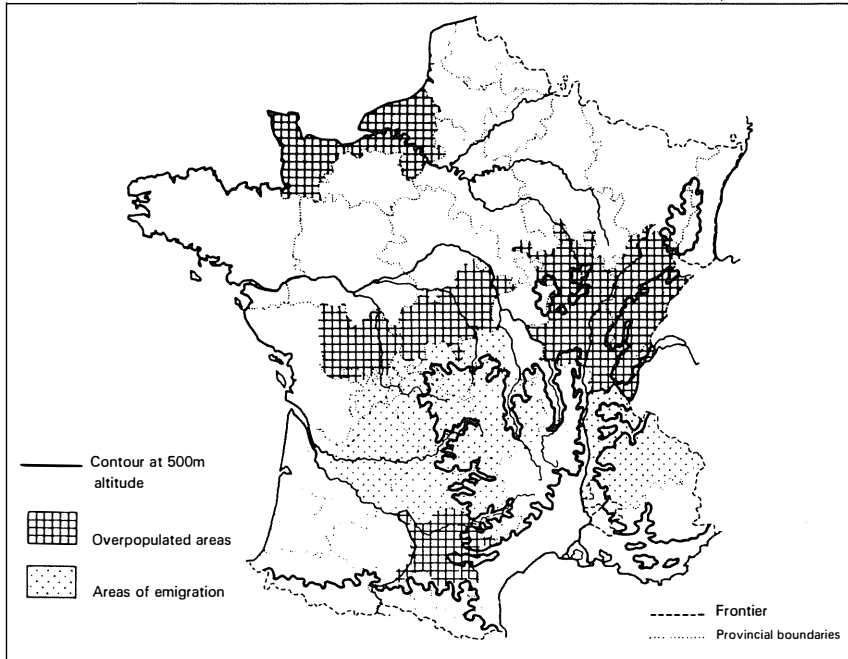 Contour at 500m
altitude
Overpopulated areas
Areas of emigration
Frontier
Provincial boundaries